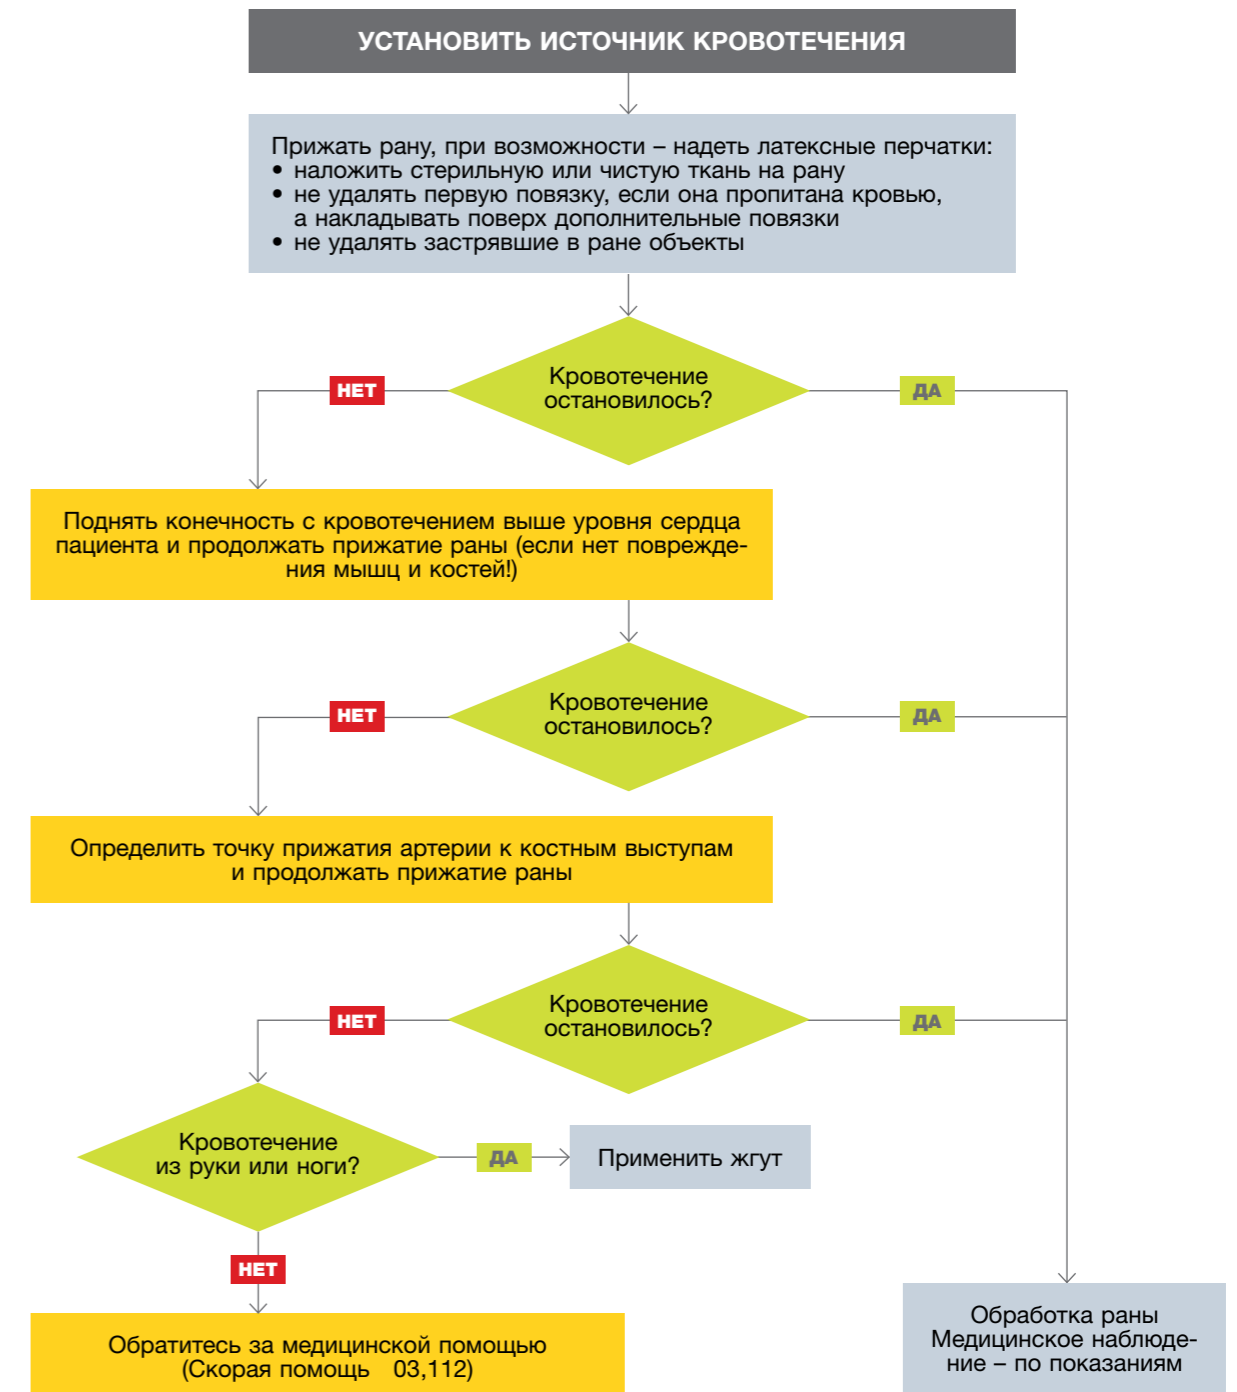 УСТАНОВИТЬ ИСТОЧНИК КРОВОТЕЧЕНИЯ
Прижать рану, при возможности – надеть латексные перчатки:
• наложить стерильную или чистую ткань на рану
• не удалять первую повязку, если она пропитана кровью,
а накладывать поверх дополнительные повязки
• не удалять застрявшие в ране объекты
Кровотечение
остановилось?
НЕТ
ДА
Поднять конечность с кровотечением выше уровня сердца
пациента и продолжать прижатие раны (если нет поврежде-
ния мышц и костей!)
Кровотечение
остановилось?
НЕТ
ДА
Определить точку прижатия артерии к костным выступам
и продолжать прижатие раны
Кровотечение
остановилось?
НЕТ
ДА
Кровотечение
из руки или ноги?
ДА
Применить жгут
НЕТ
Обратитесь за медицинской помощью
(Скорая помощь 03,112)
Обработка раны
Медицинское наблюде-
ние – по показаниям